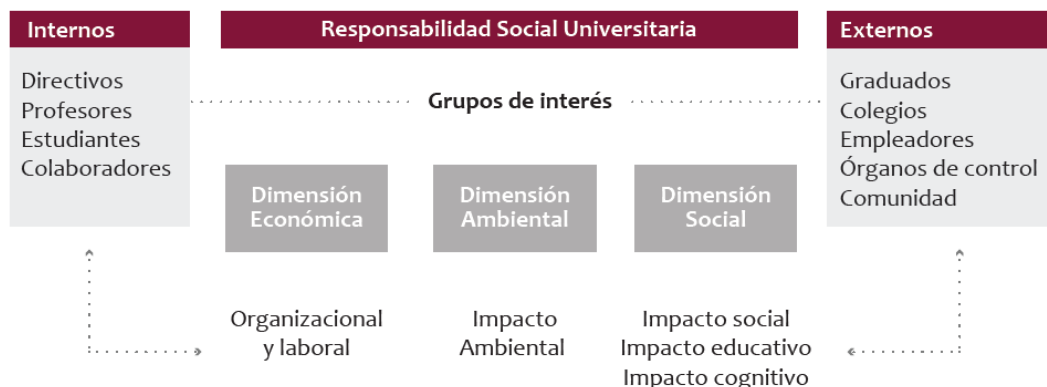 Internos
Directivos
Profesores
Estudiantes
Colaboradores
Responsabilidad Social Universitaria
Grupos de interés
Externos
Graduados
Colegios
Empleadores
Órganos de control
Comunidad
Dimensión
Económica
Dimensión
Ambiental
Dimensión
Social
Organizacional
y laboral
Impacto
Ambiental
Impacto social
Impacto educativo
Impacto cognitivo